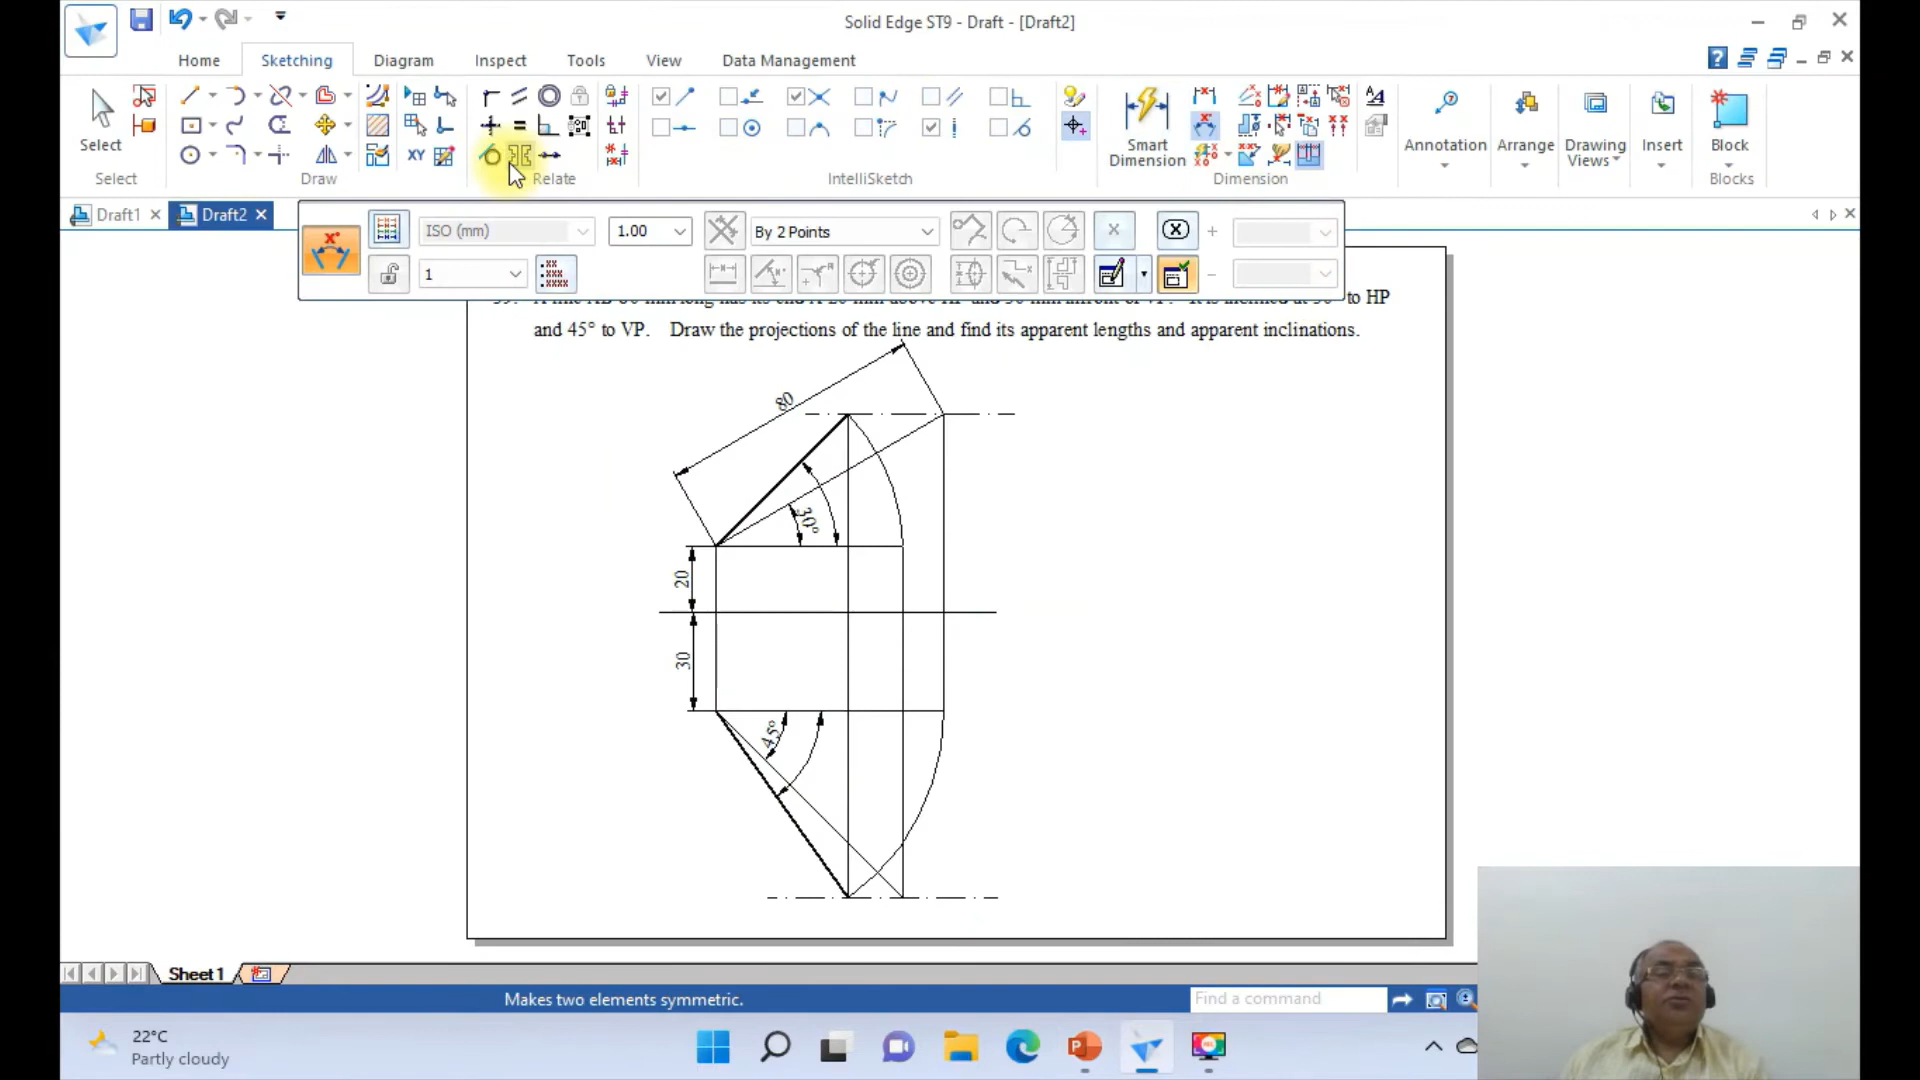 Solid Edge ST9 - Draft - [Draft2]
Home
Sketching
Diagram
Inspect
Tools
View
Data Management
Select
XY
Smart
Dimension
A
Annotation
Arrange
Drawing
Views
Insert
Block
Select
Draw
Relate
IntelliSketch
Dimension
Blocks
Draft1
Draft2
ISO (mm)
1.00
By 2 Points
1
to HP
and 45° to VP. Draw the projections of the line and find its apparent lengths and apparent inclinations.
80
30°
20
30
45°
Sheet1
Makes two elements symmetric.
Find a command
22°C
Partly cloudy